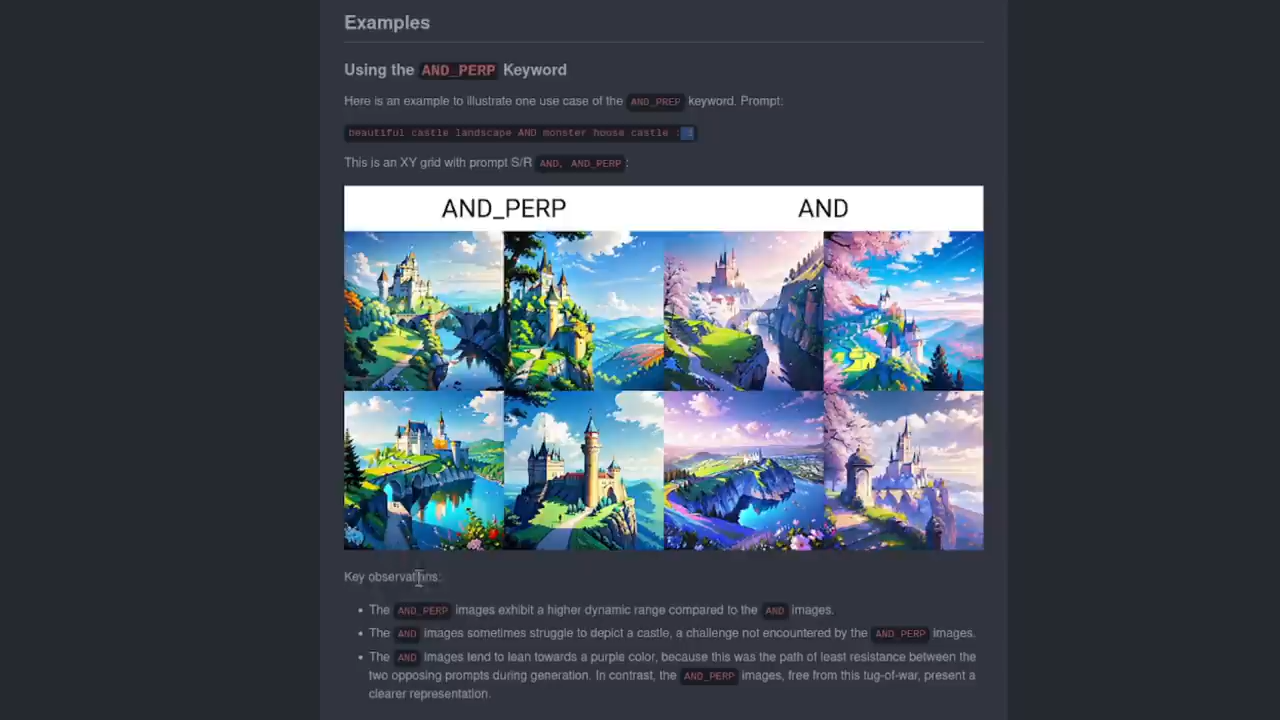 Examples
Using the AND_PERP Keyword
Here is an example to illustrate one use case of the AND_PREP keyword. Prompt:
beautiful castle landscape AND monster house castle :
This is an XY grid with prompt S/R AND, AND_PERP:
AND_PERP AND
Key observations:
• The AND_PERP images exhibit a higher dynamic range compared to the AND images.
• The AND images sometimes struggle to depict a castle, a challenge not encountered by the AND_PERP images.
• The AND images tend to lean towards a purple color, because this was the path of least resistance between the
two opposing prompts during generation. In contrast, the AND_PERP images, free from this tug-of-war, present a
clearer representation.